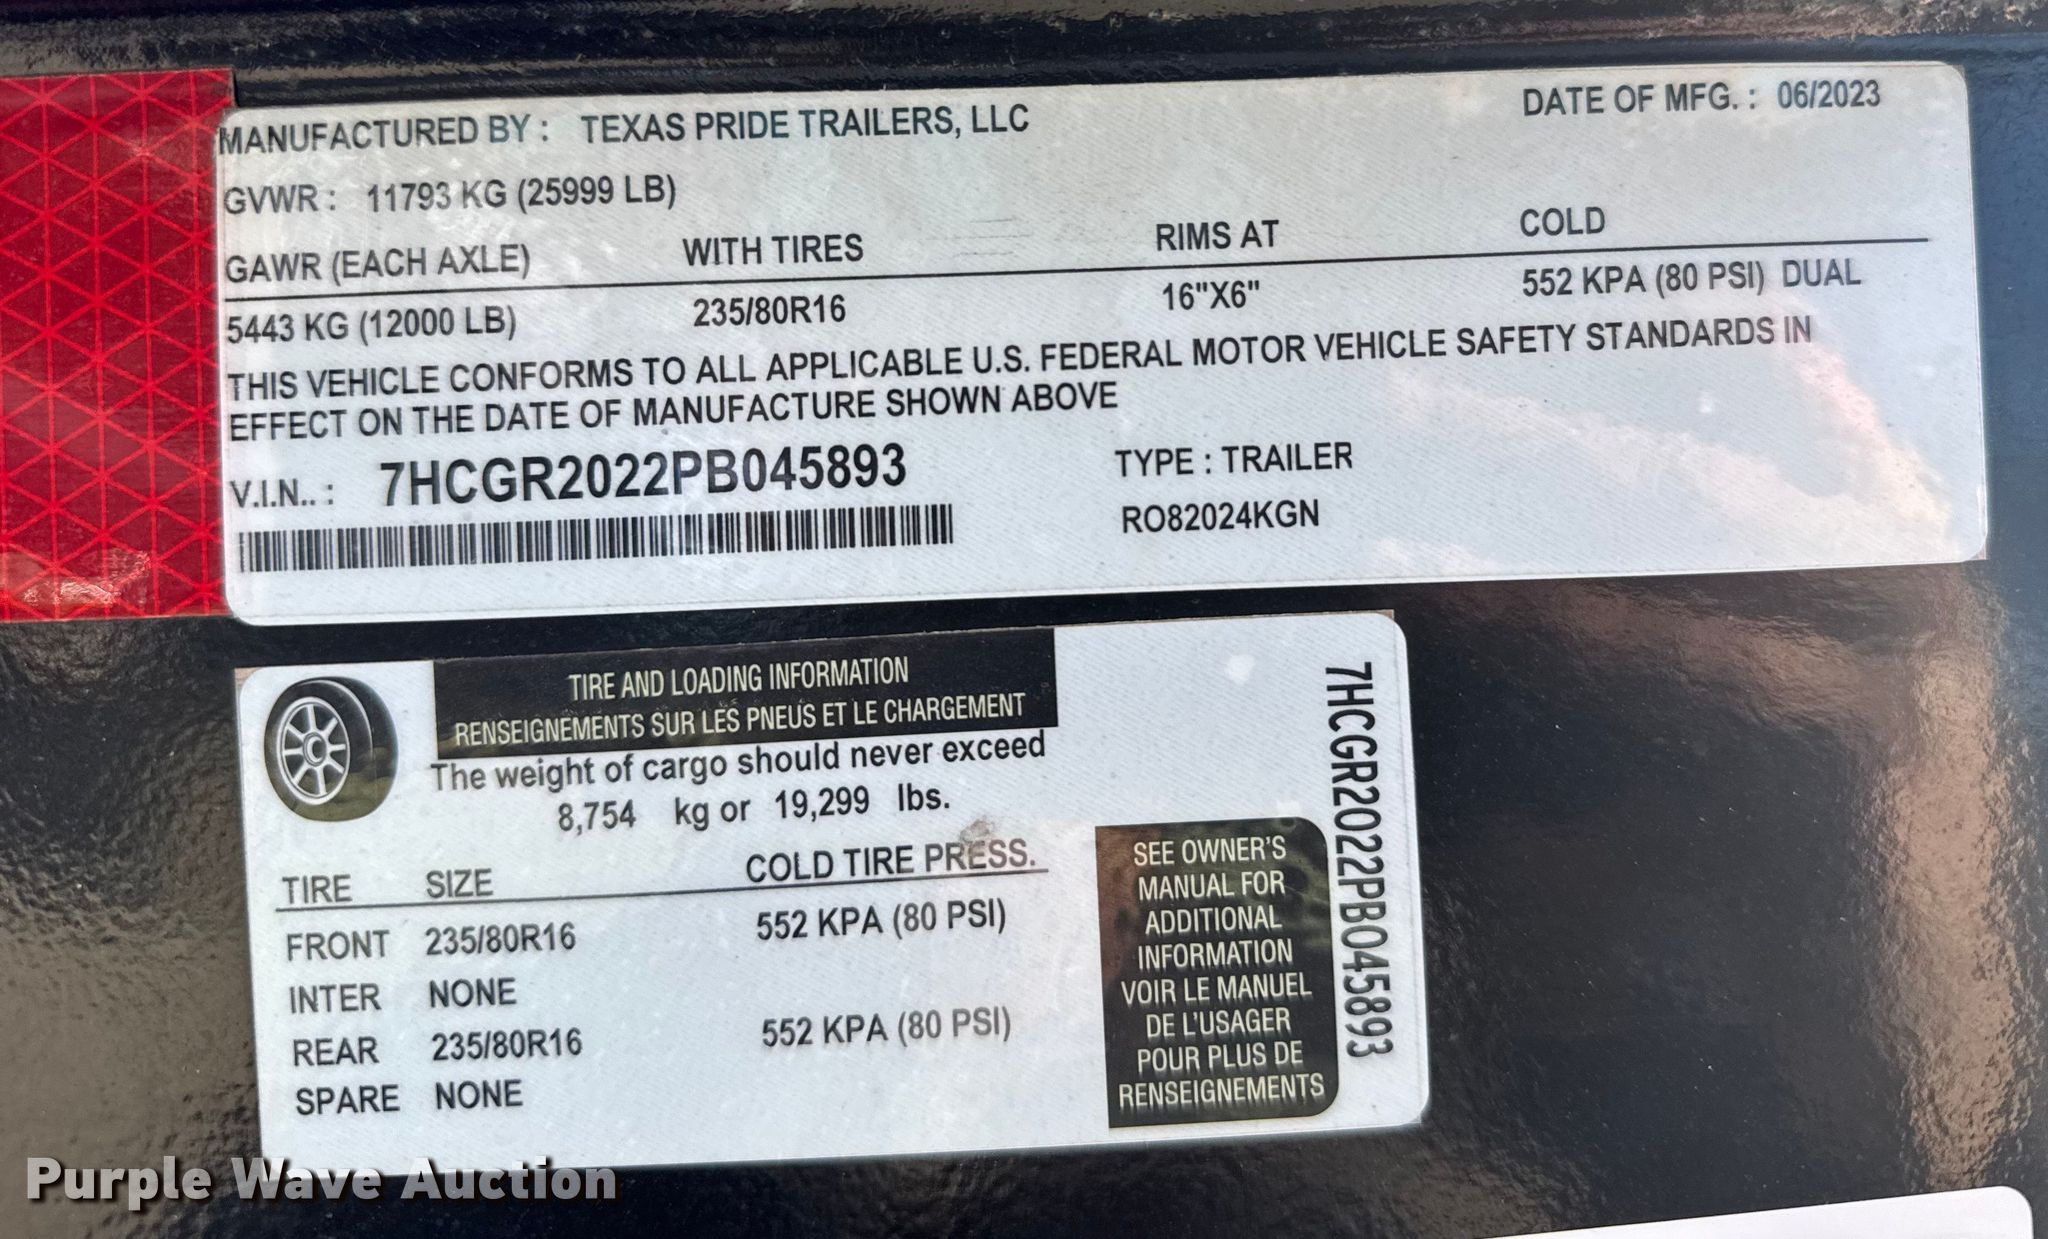 MANUFACTURED BY : TEXAS PRIDE TRAILERS, LLC DATE OF MFG. : 06/2023
GVWR : 11793 KG (25999 LB)
GAWR (EACH AXLE) WITH TIRES RIMS AT COLD
5443 KG (12000 LB) 235/80R16 16"X6" 552 KPA (80 PSI) DUAL
THIS VEHICLE CONFORMS TO ALL APPLICABLE U.S. FEDERAL MOTOR VEHICLE SAFETY STANDARDS IN
EFFECT ON THE DATE OF MANUFACTURE SHOWN ABOVE
V.I.N.. : 7HCGR2022PB045893 TYPE : TRAILER
RO82024KGN
TIRE AND LOADING INFORMATION
RENSEIGNEMENTS SUR LES PNEUS ET LE CHARGEMENT
The weight of cargo should never exceed
8,754 kg or 19,299 lbs.
TIRE SIZE COLD TIRE PRESS.
FRONT 235/80R16 552 KPA (80 PSI)
INTER NONE
REAR 235/80R16 552 KPA (80 PSI)
SPARE NONE
SEE OWNER'S
MANUAL FOR
ADDITIONAL
INFORMATION
VOIR LE MANUEL
DE L'USAGER
POUR PLUS DE
RENSEIGNEMENTS
7HCGR2022PB045893
Purple Wave Auction